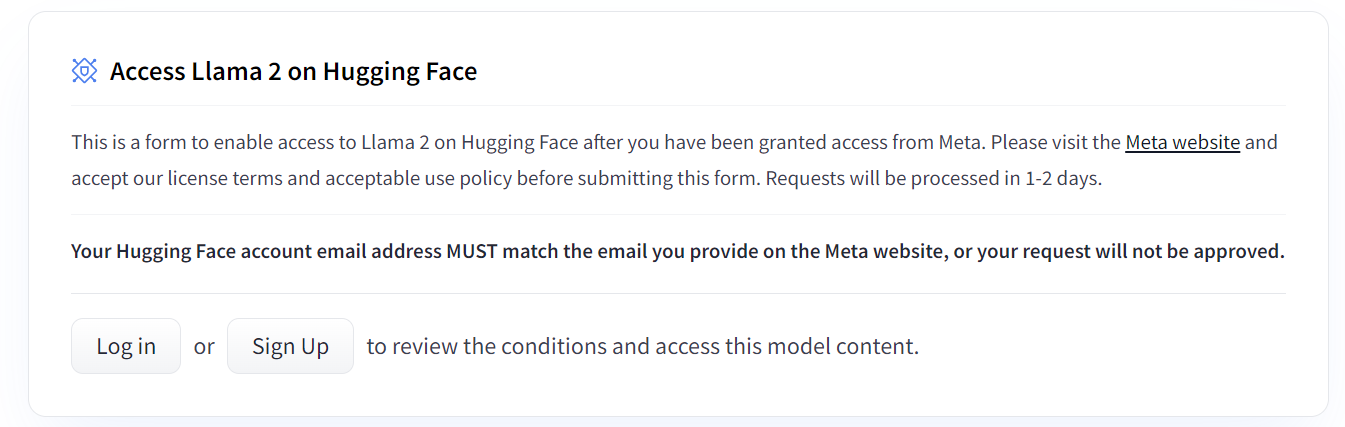 Access Llama 2 on Hugging Face
This is a form to enable access to Llama 2 on Hugging Face after you have been granted access from Meta. Please visit the Meta website and
accept our license terms and acceptable use policy before submitting this form. Requests will be processed in 1-2 days.
Your Hugging Face account email address MUST match the email you provide on the Meta website, or your request will not be approved.
Log in or Sign Up to review the conditions and access this model content.